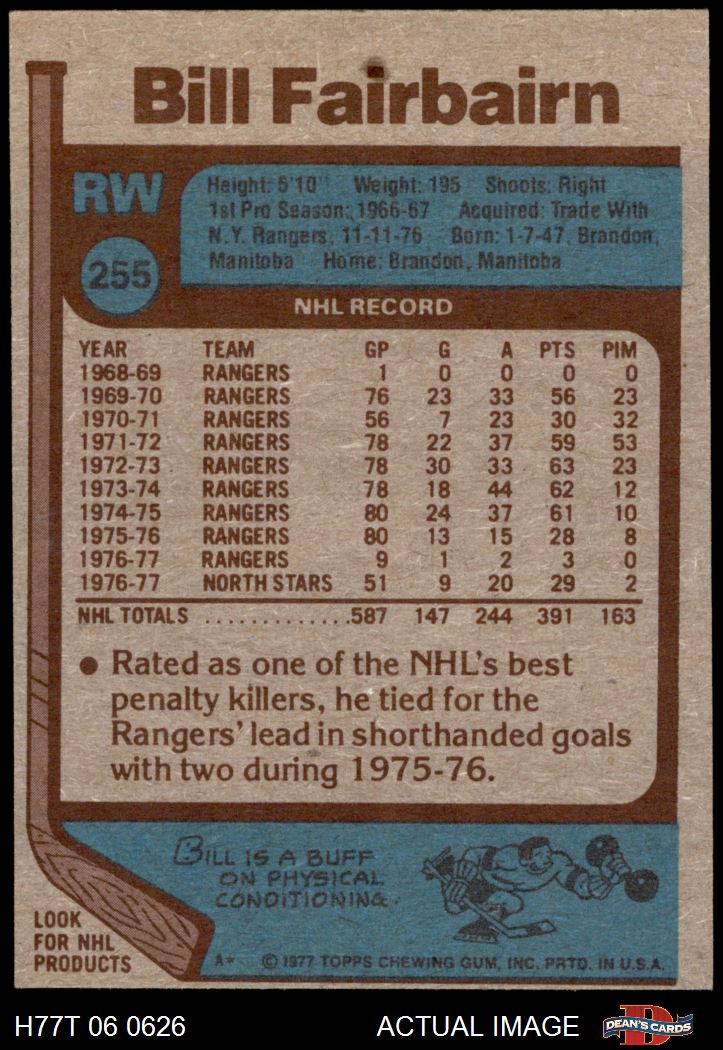 Bill Fairbairn
RW
255
Height: 5'10" Weight: 195 Shoots: Right
1st Pro Season: 1966-67 Acquired: Trade With
N.Y. Rangers, 11-11-76 Born: 1-7-47, Brandon,
Manitoba Home: Brandon, Manitoba
NHL RECORD
YEAR TEAM GP G A PTS PIM
1968-69 RANGERS 1 0 0 0 0
1969-70 RANGERS 76 23 33 56 23
1970-71 RANGERS 56 7 23 30 32
1971-72 RANGERS 78 22 37 59 53
1972-73 RANGERS 78 30 33 63 23
1973-74 RANGERS 78 18 44 62 12
1974-75 RANGERS 80 24 37 61 10
1975-76 RANGERS 80 13 15 28 8
1976-77 RANGERS 9 1 2 3 0
1976-77 NORTH STARS 51 9 20 29 2
NHL TOTALS .............587 147 244 391 163
● Rated as one of the NHL's best
penalty killers, he tied for the
Rangers' lead in shorthanded goals
with two during 1975-76.
BILL IS A BUFF
ON PHYSICAL
CONDITIONING.
LOOK
FOR NHL
PRODUCTS
A* © 1977 TOPPS CHEWING GUM, INC. PRTD. IN U.S.A.
H77T 06 0626 ACTUAL IMAGE D DEAN'S CARDS